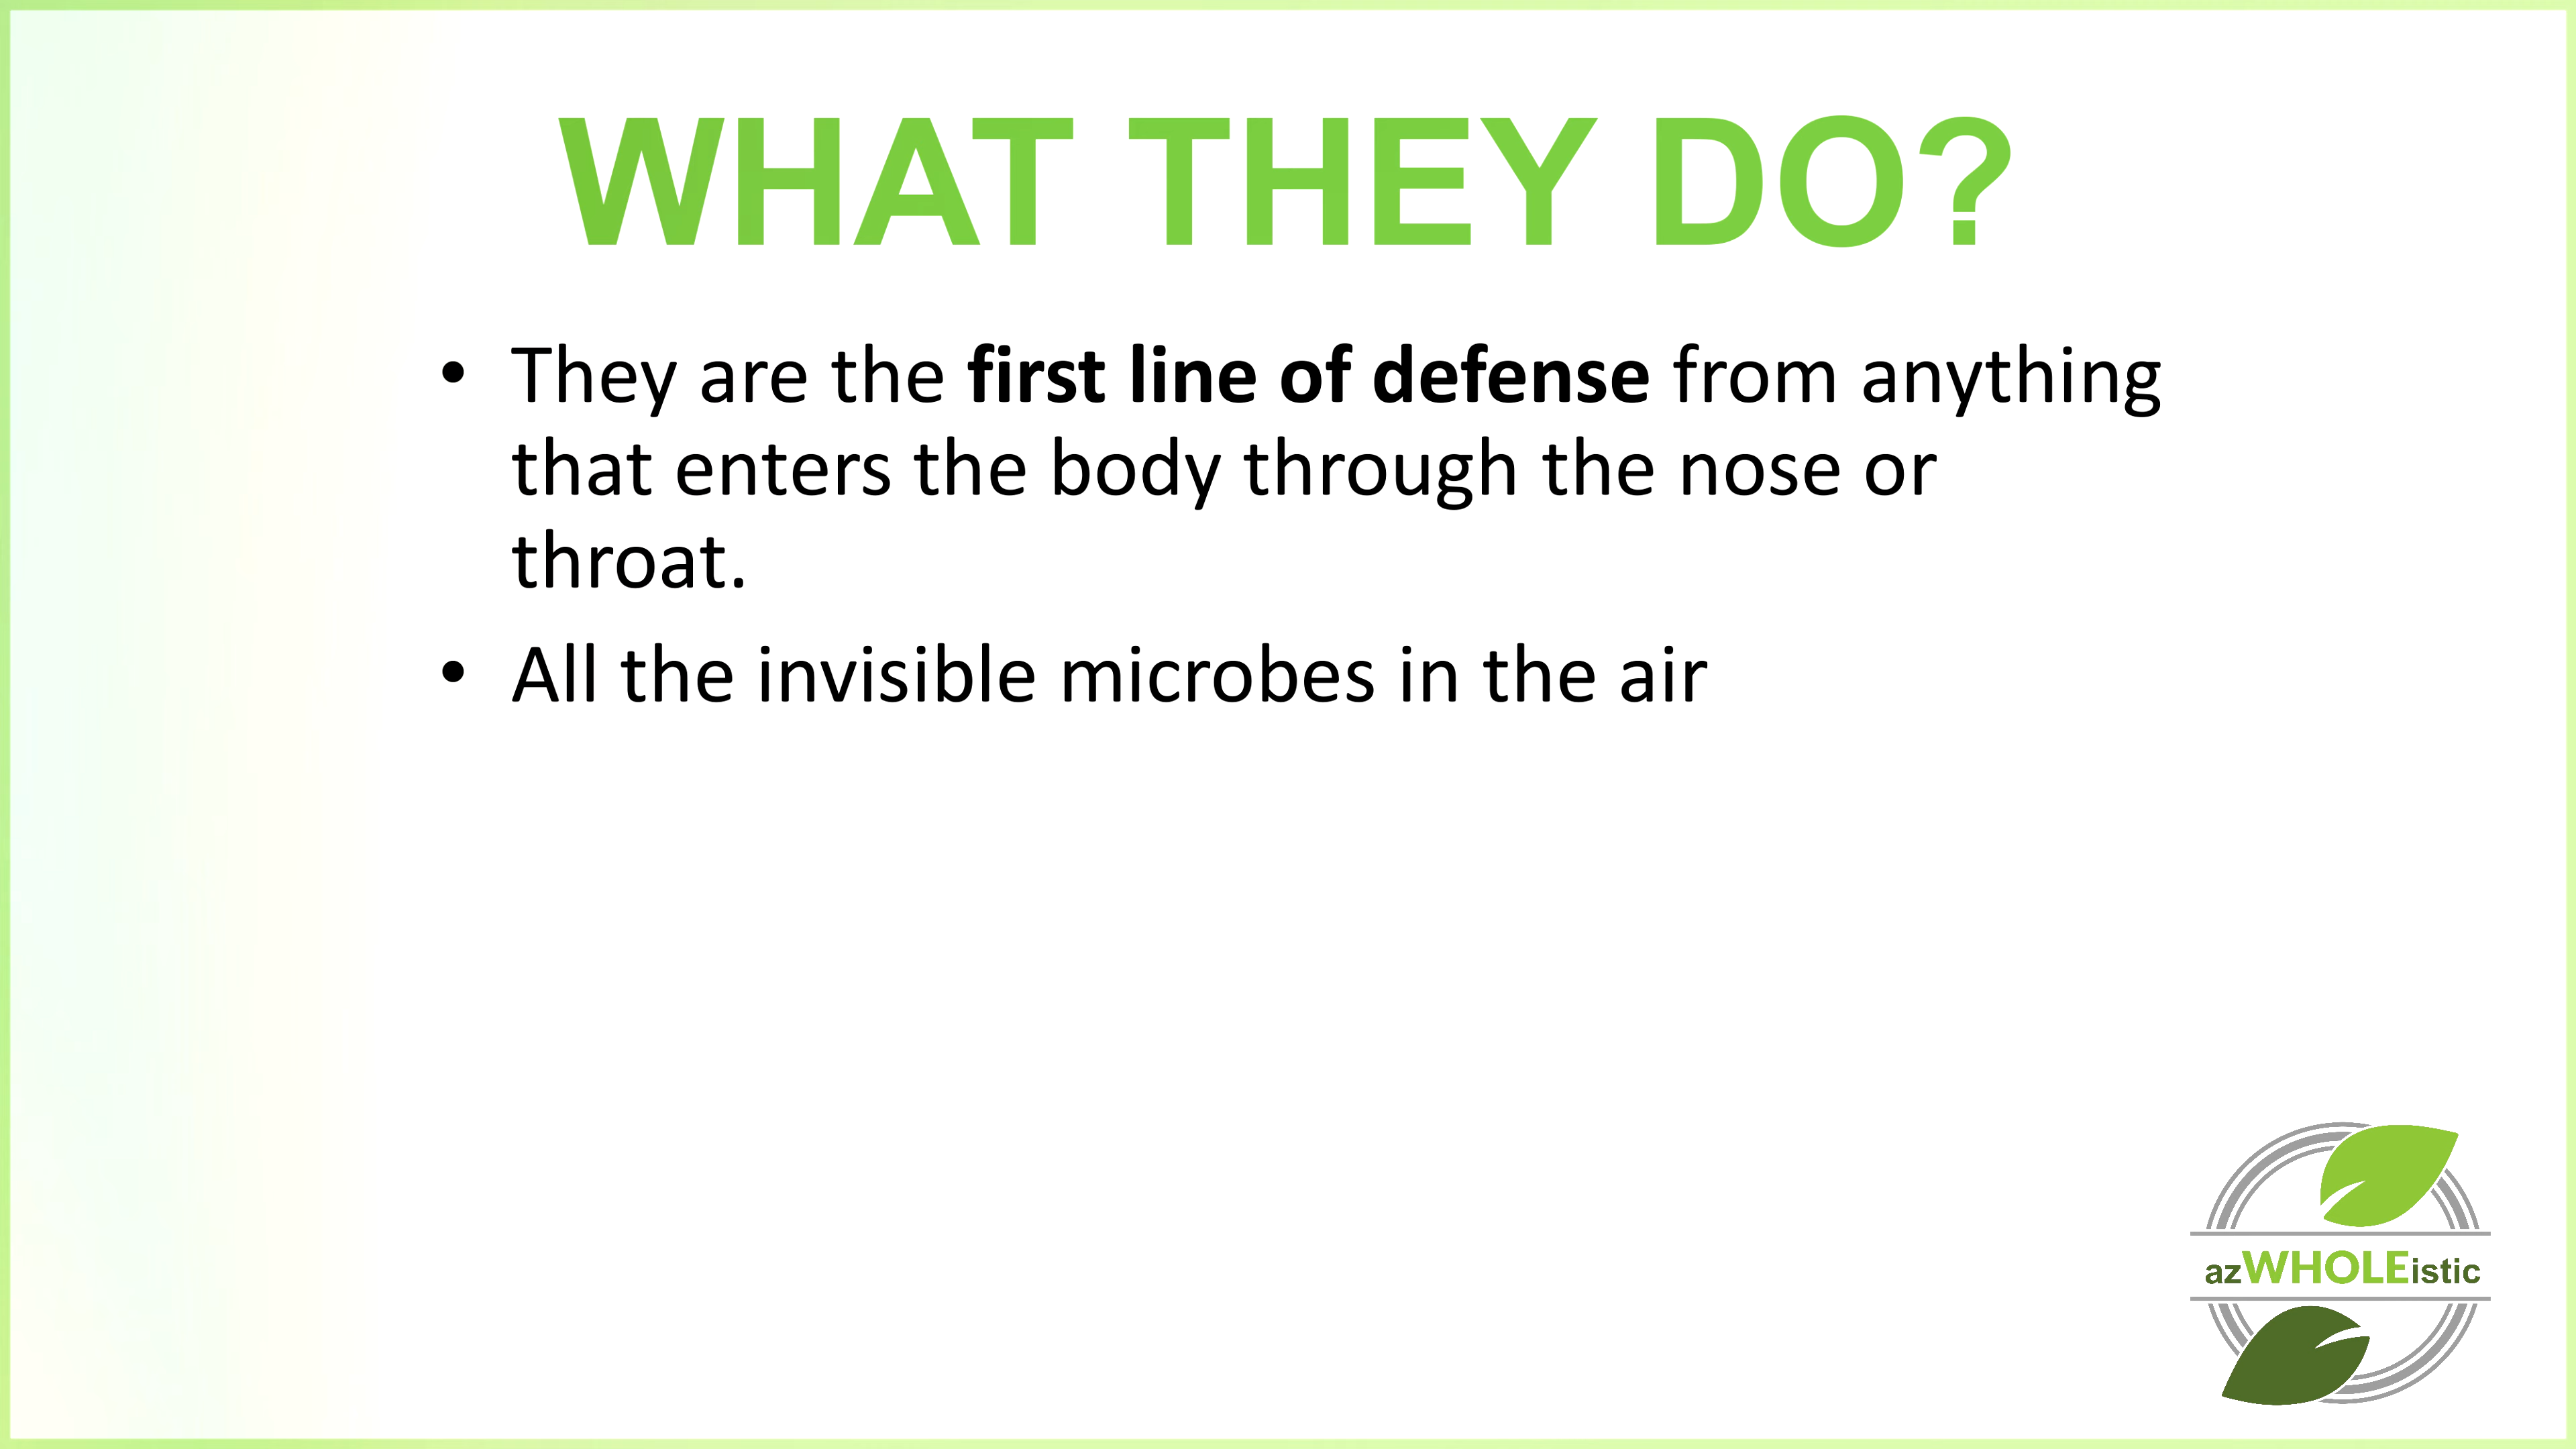 WHAT THEY DO?
• They are the first line of defense from anything
that enters the body through the nose or
throat.
• All the invisible microbes in the air
azWHOLEistic